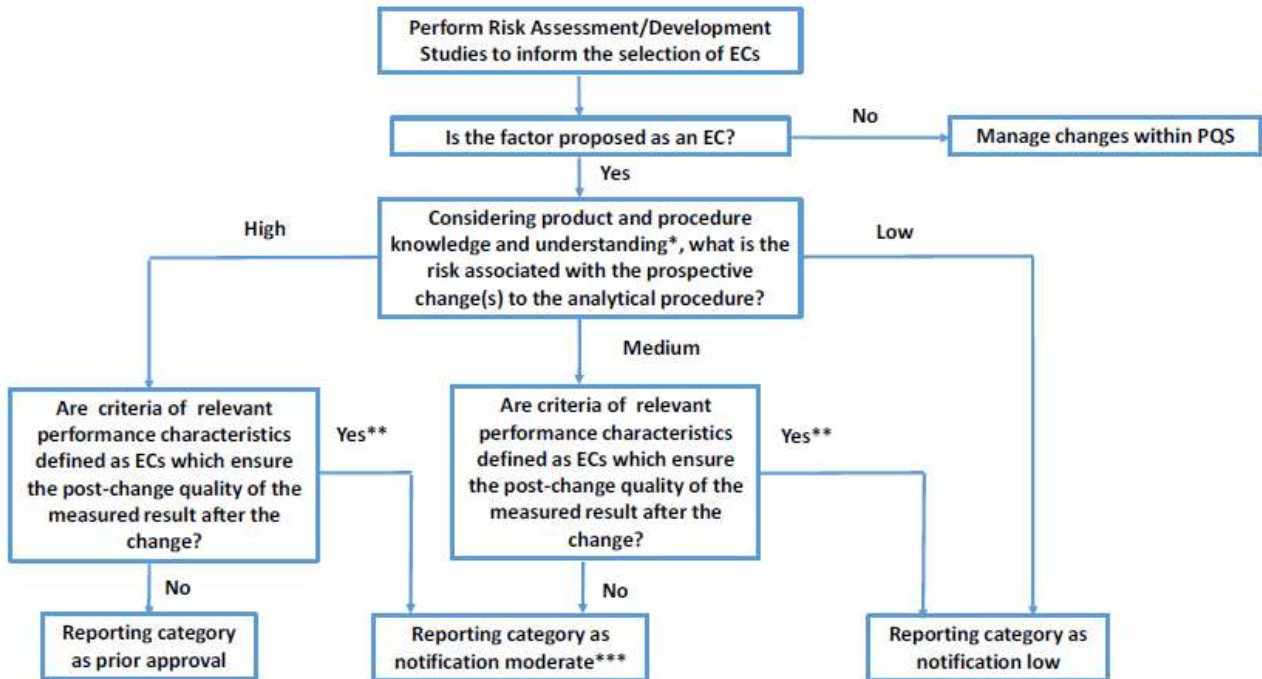 Perform Risk Assessment/Development
Studies to inform the selection of ECs
Is the factor proposed as an EC?
No
Manage changes within PQS
Yes
Considering product and procedure
knowledge and understanding*, what is the
risk associated with the prospective
change(s) to the analytical procedure?
High
Low
Medium
Are criteria of relevant
performance characteristics
defined as ECs which ensure
the post-change quality of the
measured result after the
change?
Yes**
Are criteria of relevant
performance characteristics
defined as ECs which ensure
the post-change quality of the
measured result after the
change?
Yes**
No
No
Reporting category
as prior approval
Reporting category as
notification moderate***
Reporting category as
notification low